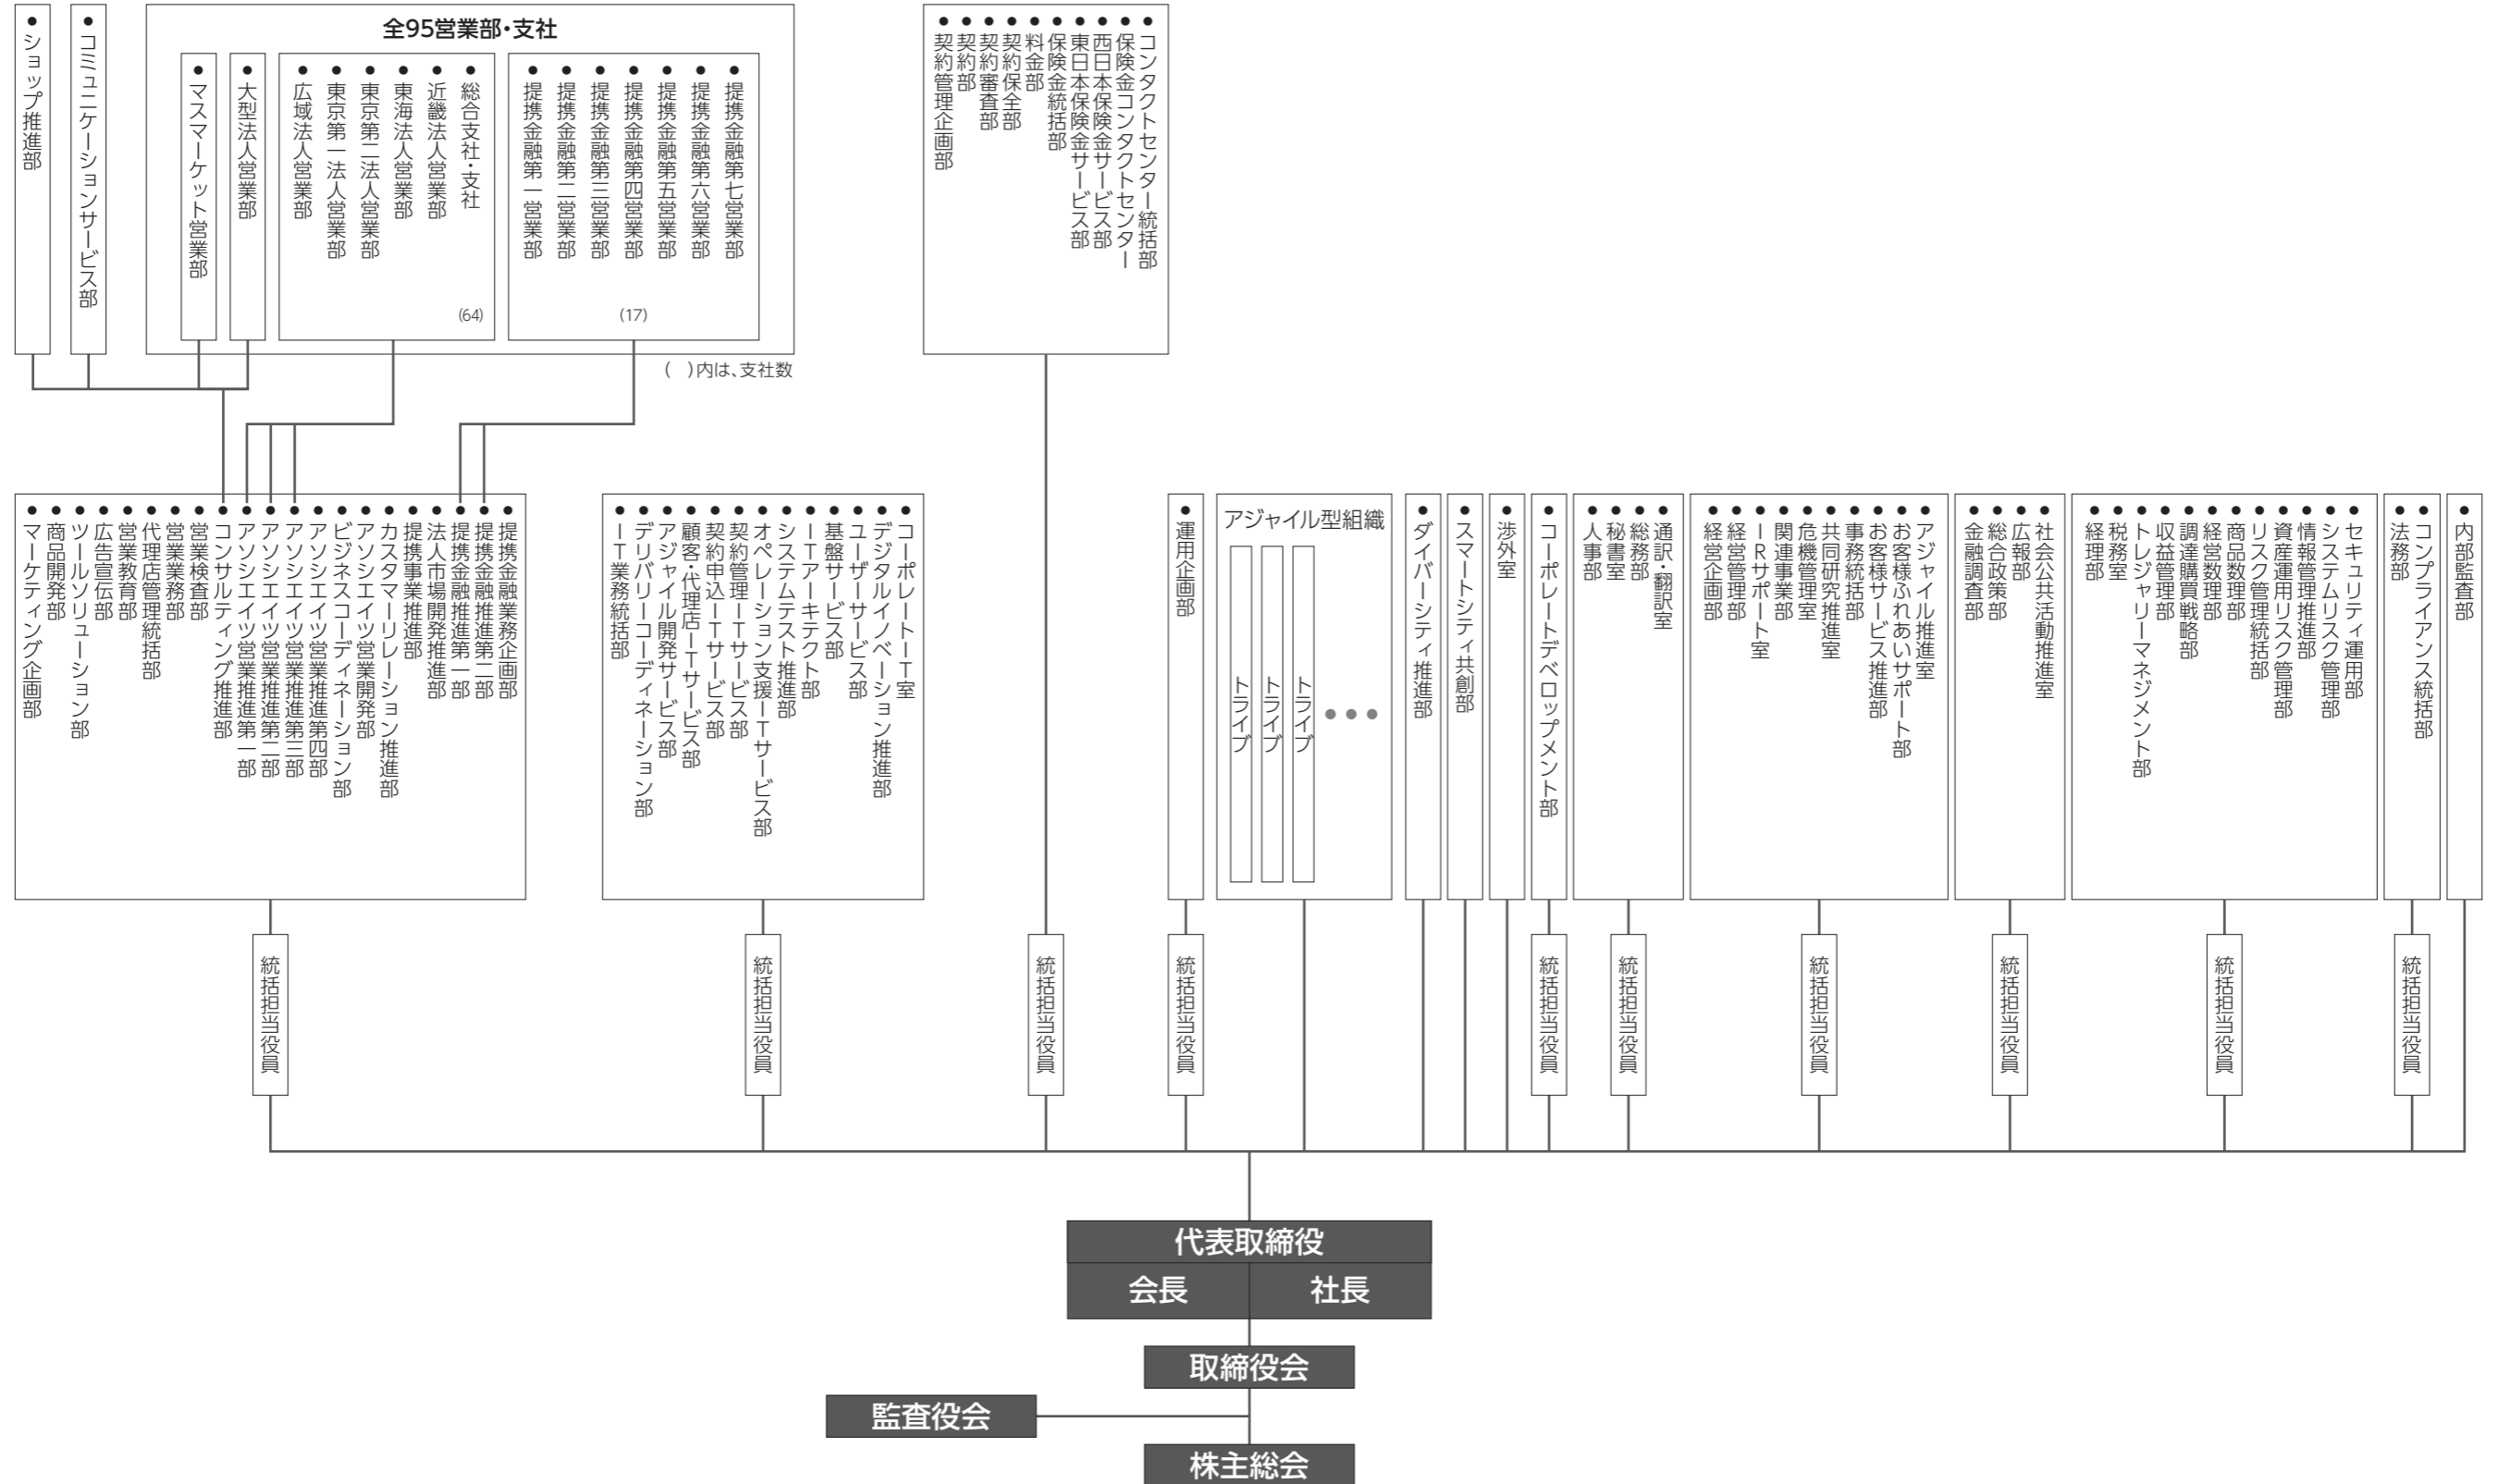 全95営業部・支社
● ショップ推進部
● コミュニケーションサービス部
● マスマーケット営業部
● 大型法人営業部
● 広域法人営業部
● 東京第一法人営業部
● 東京第二法人営業部
● 東海法人営業部
● 近畿法人営業部
● 総合支社・支社
(64)
● 提携金融第一営業部
● 提携金融第二営業部
● 提携金融第三営業部
● 提携金融第四営業部
● 提携金融第五営業部
● 提携金融第六営業部
● 提携金融第七営業部
(17)
(　)内は、支社数
● 契約管理企画部
● 契約部
● 契約審査部
● 契約保全部
● 料金部
● 保険金統括部
● 東日本保険金サービス部
● 西日本保険金サービス部
● 保険金コンタクトセンター
● コンタクトセンター統括部
● マーケティング企画部
● 商品開発部
● ツールソリューション部
● 広告宣伝部
● 営業教育部
● 代理店管理統括部
● 営業業務部
● 営業検査部
● コンサルティング推進部
● アソシエイツ営業推進第一部
● アソシエイツ営業推進第二部
● アソシエイツ営業推進第三部
● アソシエイツ営業推進第四部
● ビジネスコーディネーション部
● アソシエイツ営業開発部
● カスタマーリレーション推進部
● 提携事業推進部
● 法人市場開発推進部
● 提携金融推進第一部
● 提携金融推進第二部
● 提携金融業務企画部
● IT業務統括部
● デリバリーコーディネーション部
● アジャイル開発サービス部
● 顧客・代理店ITサービス部
● 契約申込ITサービス部
● 契約管理ITサービス部
● オペレーション支援ITサービス部
● システムテスト推進部
● ITアーキテクト部
● 基盤サービス部
● ユーザーサービス部
● デジタルイノベーション推進部
● コーポレートIT室
● 運用企画部
アジャイル型組織
トライブ
トライブ
トライブ
●●●
● ダイバーシティ推進部
● スマートシティ共創部
● 渉外室
● コーポレートデベロップメント部
● 人事部
● 秘書室
● 総務部
● 通訳・翻訳室
● 経営企画部
● 経営管理部
● IRサポート室
● 関連事業部
● 危機管理室
● 共同研究推進室
● 事務統括部
● お客様サービス推進部
● お客様ふれあいサポート部
● アジャイル推進室
● 金融調査部
● 総合政策部
● 広報部
● 社会公共活動推進室
● 経理部
● 税務室
● トレジャリーマネジメント部
● 収益管理部
● 調達購買戦略部
● 経営数理部
● 商品数理部
● リスク管理統括部
● 資産運用リスク管理部
● 情報管理推進部
● システムリスク管理部
● セキュリティ運用部
● 法務部
● コンプライアンス統括部
● 内部監査部
統括担当役員
統括担当役員
統括担当役員
統括担当役員
統括担当役員
統括担当役員
統括担当役員
統括担当役員
統括担当役員
統括担当役員
代表取締役
会長
社長
取締役会
監査役会
株主総会